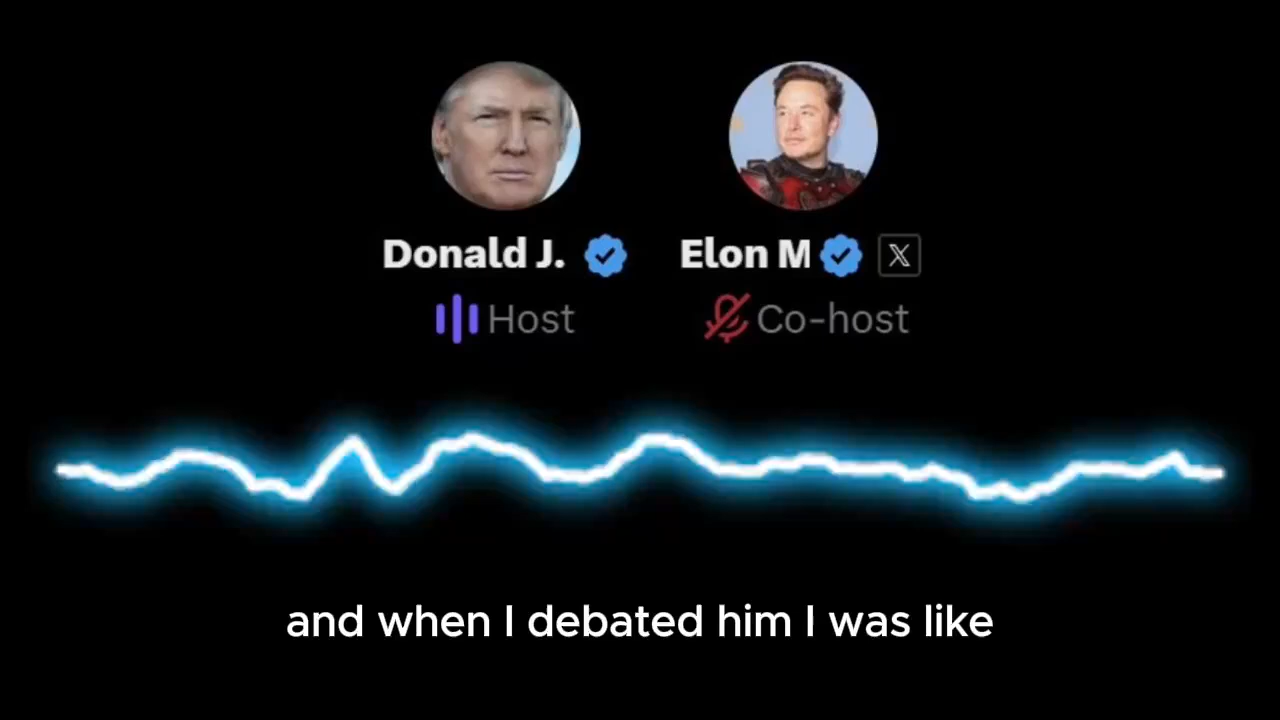 Donald J.
Elon M X
Host
Co-host
and when I debated him I was like